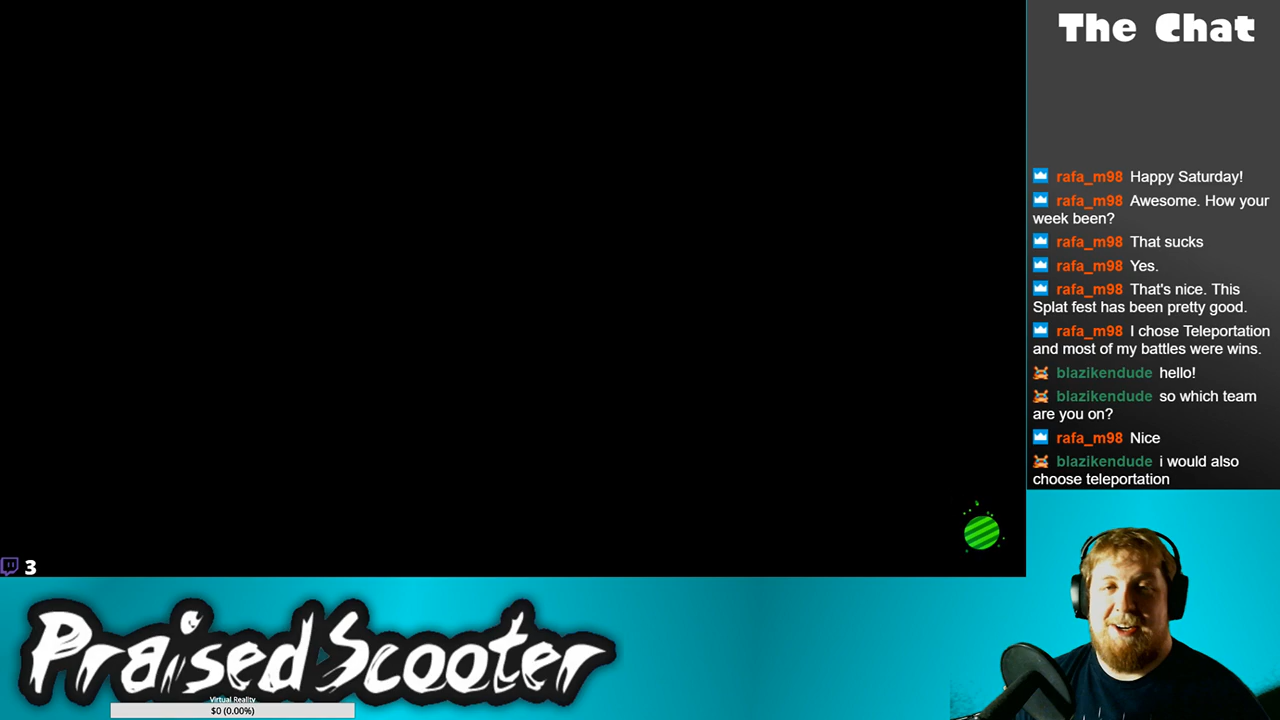 The Chat
rafa_m98 Happy Saturday!
rafa_m98 Awesome. How your
week been?
rafa_m98 That sucks
rafa_m98 Yes.
rafa_m98 That's nice. This
Splat fest has been pretty good.
rafa_m98 I chose Teleportation
and most of my battles were wins.
blazikendude hello!
blazikendude so which team
are you on?
rafa_m98 Nice
blazikendude i would also
choose teleportation
3
PraisedScooter
Virtual Reality
$0 (0.00%)